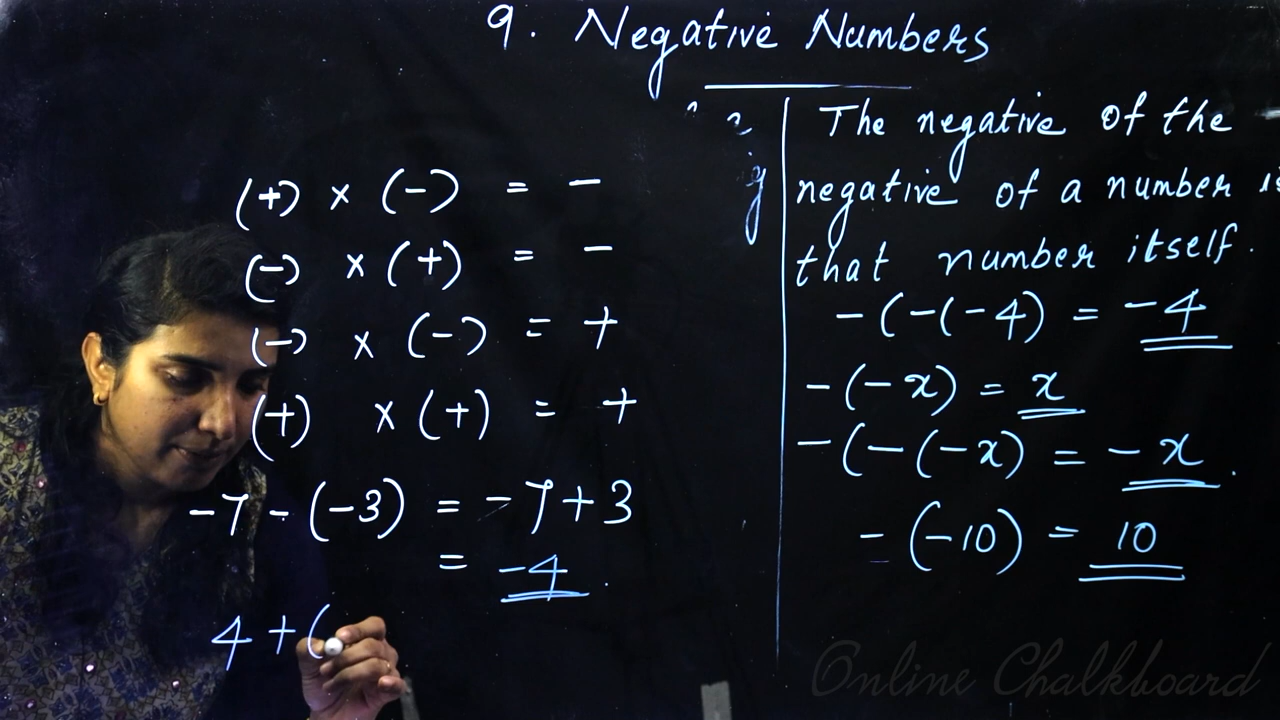 9. Negative Numbers
(+) × (-) = -
(-) × (+) = -
(-) × (-) = +
(+) × (+) = +
-7 - (-3) = -7+3
= -4.
4 + (
The negative of the
negative of a number is
that number itself.
-(-(-4) = -4
-(-x) = x
-(-(-x) = -x.
-(-10) = 10
Online Chalkboard